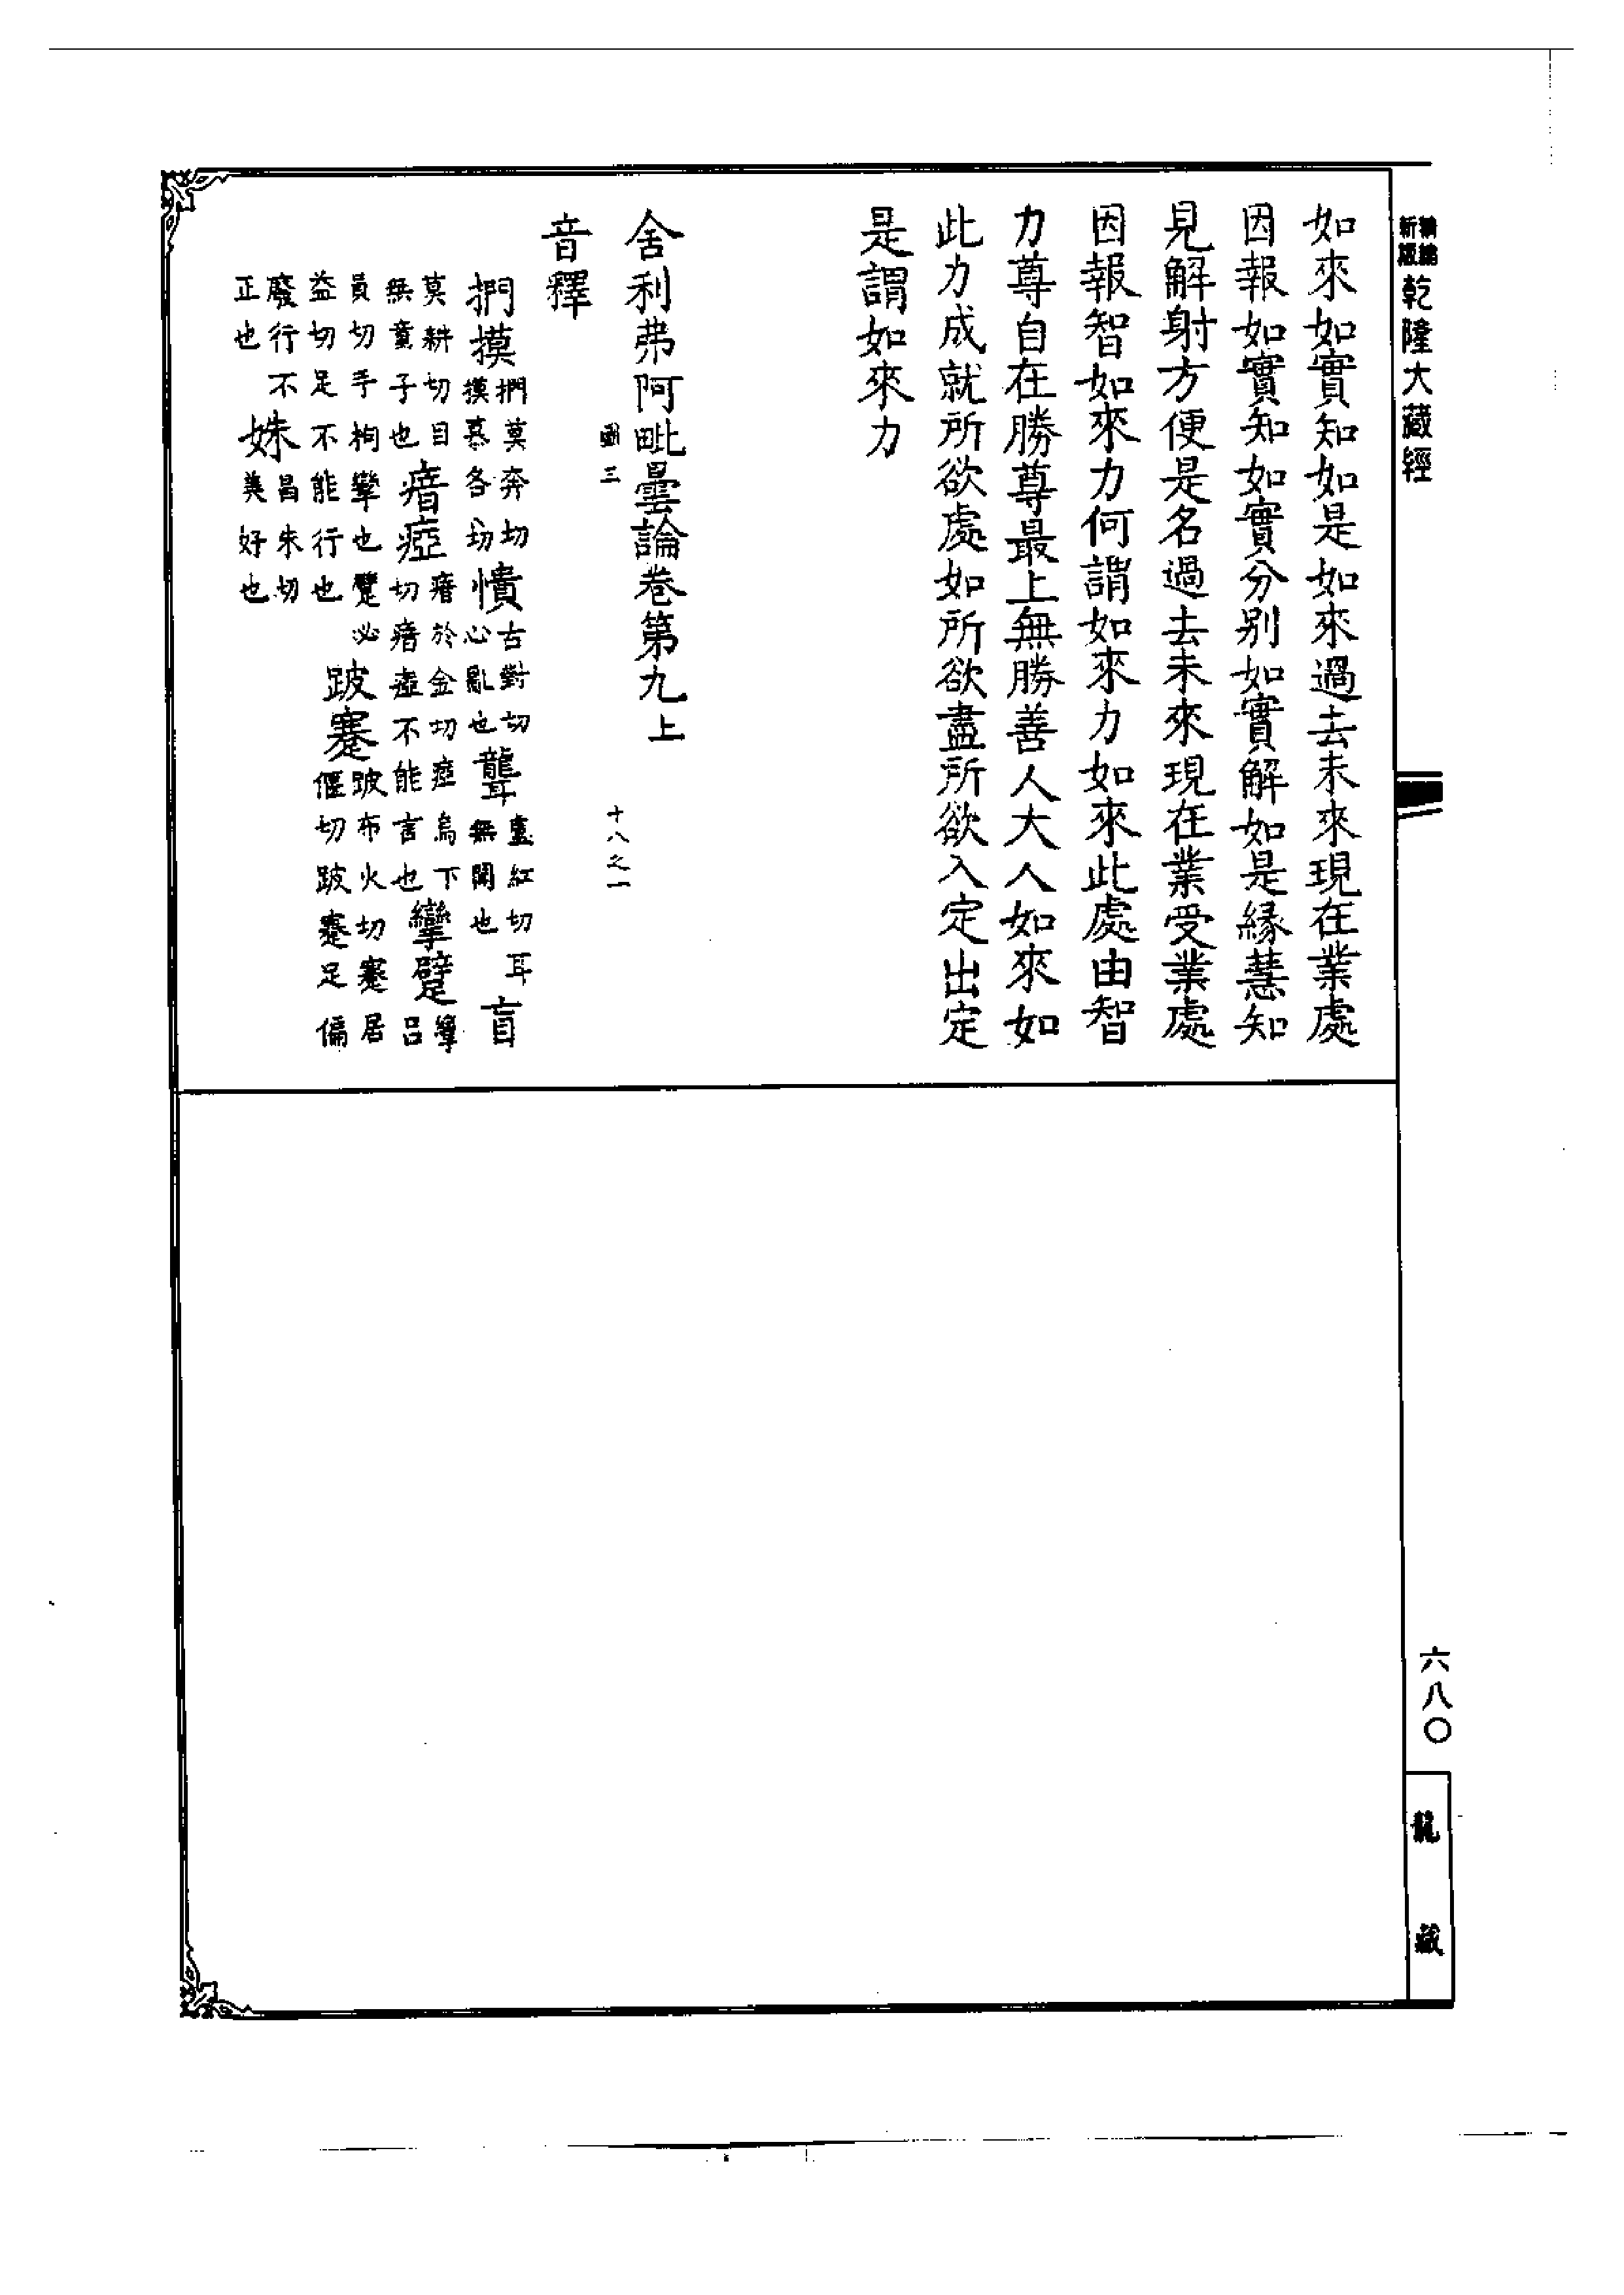 新編
縮版
乾隆大藏經
六八〇
龍藏
如來如實知如是如來過去未來現在業處
因報如實知如實分別如實解如是緣慧知
見解射方便是名過去未來現在業受業處
因報智如來力何謂如來力如來此處由智
力尊自在勝尊最上無勝善人大人如來如
此力成就所欲處如所欲盡所欲入定出定
是謂如來力
舍利弗阿毗曇論卷第九上
圖三 十八之一
音釋
捫摸捫莫奔切摸慕各切憒古對切心亂也聾盧紅切耳無聞也盲
莫耕切目無童子也瘖瘂瘖於金切瘂烏下切瘖瘂不能言也攣躄攣呂
員切手拘攣也躄必益切足不能行也跛蹇跛布火切蹇居偃切跛蹇足偏
廢行不正也姝昌朱切美好也